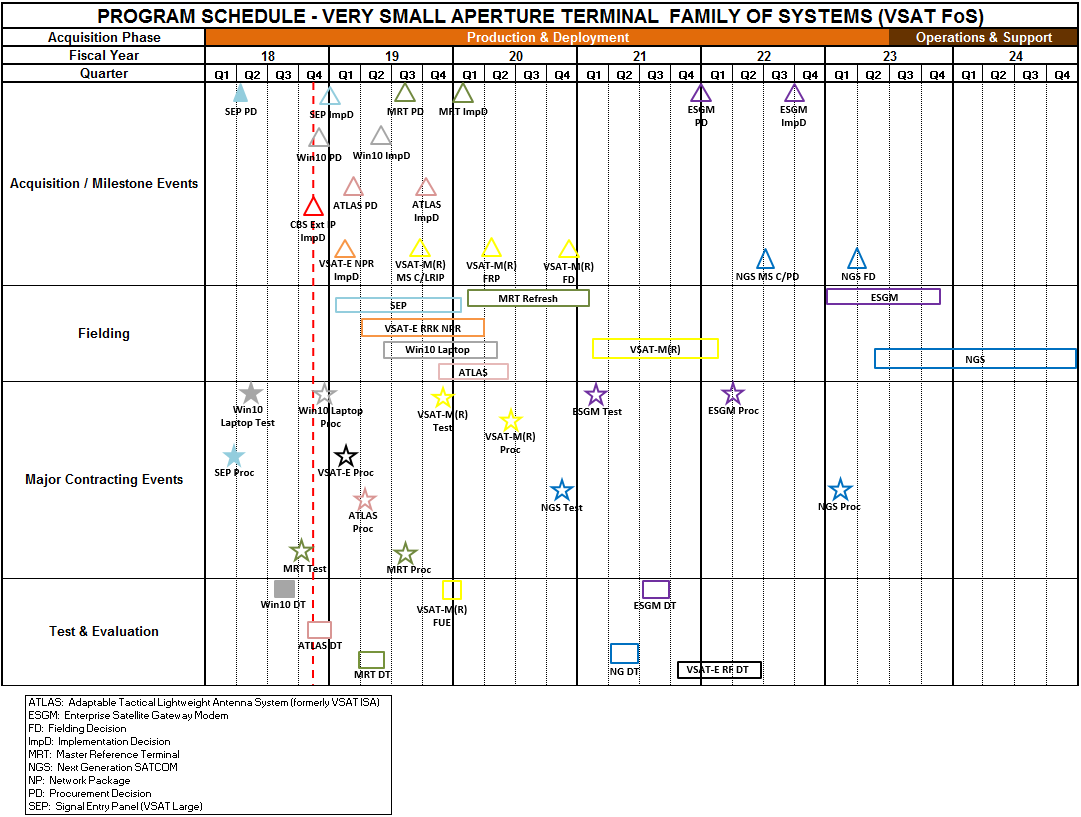 PROGRAM SCHEDULE - VERY SMALL APERTURE TERMINAL FAMILY OF SYSTEMS (VSAT FoS)
Acquisition Phase
Production & Deployment
Operations & Support
Fiscal Year
18
19
20
21
22
23
24
Quarter
Q1 Q2 Q3 Q4 Q1 Q2 Q3 Q4 Q1 Q2 Q3 Q4 Q1 Q2 Q3 Q4 Q1 Q2 Q3 Q4 Q1 Q2 Q3 Q4 Q1 Q2 Q3 Q4
Acquisition / Milestone Events
SEP PD
SEP ImpD
MRT PD
MRT ImpD
ESGM
PD
ESGM
ImpD
Win10 PD
Win10 ImpD
ATLAS PD
ATLAS
ImpD
CBS Ext IP
ImpD
VSAT-E NPR
ImpD
VSAT-M(R)
MS C/LRIP
VSAT-M(R)
FRP
VSAT-M(R)
FD
NGS MS C/PD
NGS FD
Fielding
SEP
MRT Refresh
ESGM
VSAT-E RRK NPR
Win10 Laptop
VSAT-M(R)
NGS
ATLAS
Major Contracting Events
Win10
Laptop Test
Win10 Laptop
Proc
VSAT-M(R)
Test
VSAT-M(R)
Proc
ESGM Test
ESGM Proc
SEP Proc
VSAT-E Proc
ATLAS
Proc
NGS Test
NGS Proc
MRT Test
MRT Proc
Test & Evaluation
Win10 DT
VSAT-M(R)
FUE
ESGM DT
ATLAS DT
MRT DT
NG DT
VSAT-E RF DT
ATLAS: Adaptable Tactical Lightweight Antenna System (formerly VSAT ISA)
ESGM: Enterprise Satellite Gateway Modem
FD: Fielding Decision
ImpD: Implementation Decision
MRT: Master Reference Terminal
NGS: Next Generation SATCOM
NP: Network Package
PD: Procurement Decision
SEP: Signal Entry Panel (VSAT Large)